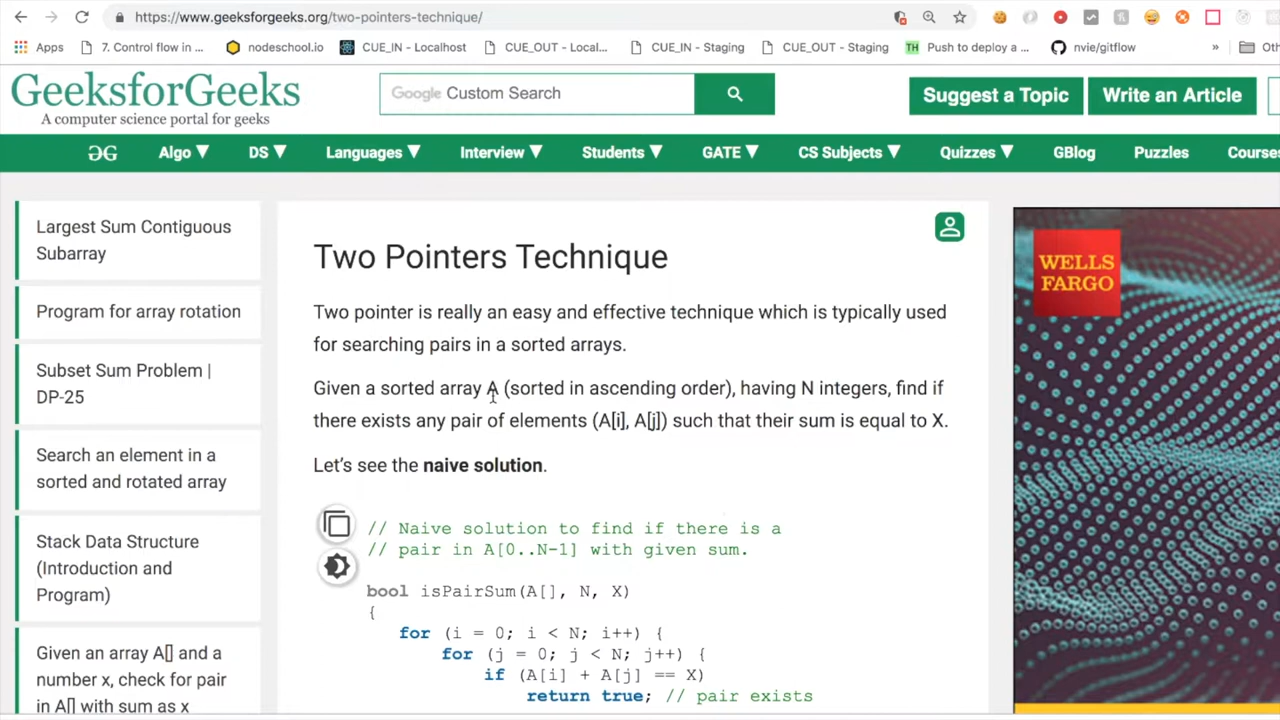 https://www.geeksforgeeks.org/two-pointers-technique/
Apps
7. Control flow in ...
nodeschool.io
CUE_IN - Localhost
CUE_OUT - Local...
CUE_IN - Staging
CUE_OUT - Staging
TH
Push to deploy a ...
nvie/gitflow
»
GeeksforGeeks
A computer science portal for geeks
Google Custom Search
Suggest a Topic
Write an Article
Algo ▼
DS ▼
Languages ▼
Interview ▼
Students ▼
GATE ▼
CS Subjects ▼
Quizzes ▼
GBlog
Puzzles
Largest Sum Contiguous
Subarray
Program for array rotation
Subset Sum Problem |
DP-25
Search an element in a
sorted and rotated array
Stack Data Structure
(Introduction and
Program)
Given an array A[] and a
number x, check for pair
in A[] with sum as x
Two Pointers Technique
Two pointer is really an easy and effective technique which is typically used
for searching pairs in a sorted arrays.
Given a sorted array A (sorted in ascending order), having N integers, find if
there exists any pair of elements (A[i], A[j]) such that their sum is equal to X.
Let's see the naive solution.
// Naive solution to find if there is a
// pair in A[0..N-1] with given sum.
bool isPairSum(A[], N, X)
{
for (i = 0; i < N; i++) {
for (j = 0; j < N; j++) {
if (A[i] + A[j] == X)
return true; // pair exists
WELLS
FARGO